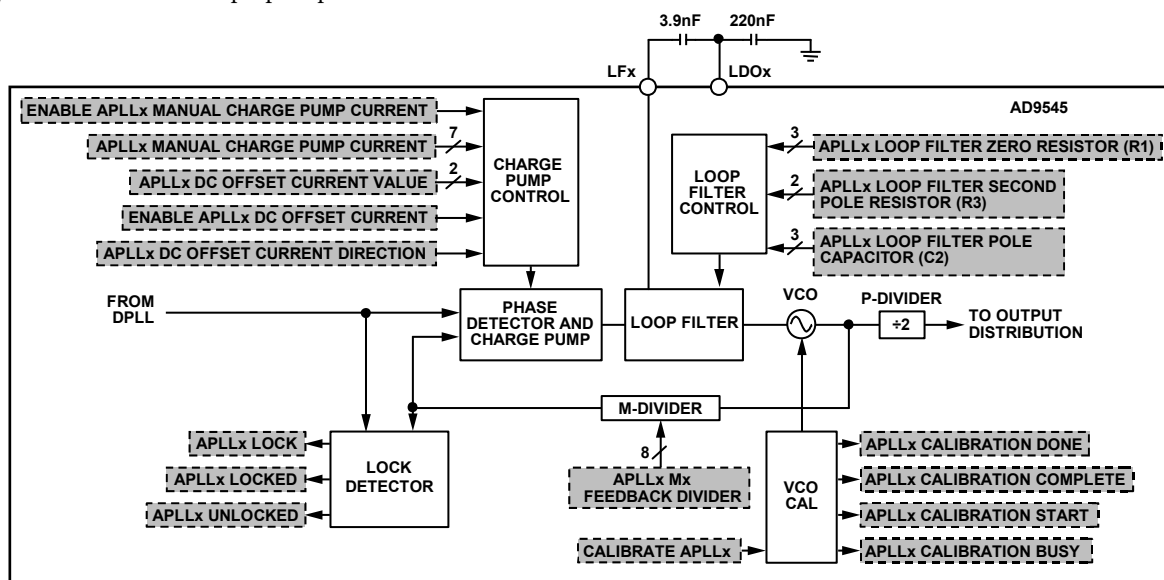 3.9nF
220nF
LFx
LDOx
AD9545
ENABLE APLLx MANUAL CHARGE PUMP CURRENT
APLLx MANUAL CHARGE PUMP CURRENT
7
APLLx DC OFFSET CURRENT VALUE
2
ENABLE APLLx DC OFFSET CURRENT
APLLx DC OFFSET CURRENT DIRECTION
CHARGE
PUMP
CONTROL
LOOP
FILTER
CONTROL
3
APLLx LOOP FILTER ZERO RESISTOR (R1)
2
APLLx LOOP FILTER SECOND
POLE RESISTOR (R3)
3
APLLx LOOP FILTER POLE
CAPACITOR (C2)
FROM
DPLL
PHASE
DETECTOR AND
CHARGE PUMP
LOOP FILTER
VCO
P-DIVIDER
÷2
TO OUTPUT
DISTRIBUTION
M-DIVIDER
8
APLLx Mx
FEEDBACK DIVIDER
APLLx LOCK
APLLx LOCKED
APLLx UNLOCKED
LOCK
DETECTOR
CALIBRATE APLLx
VCO
CAL
APLLx CALIBRATION DONE
APLLx CALIBRATION COMPLETE
APLLx CALIBRATION START
APLLx CALIBRATION BUSY